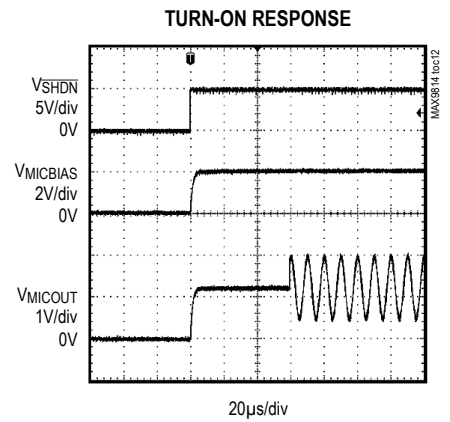 TURN-ON RESPONSE
MAX9814 toc12
VSHDN
5V/div
0V
VMICBIAS
2V/div
0V
VMICOUT
1V/div
0V
20µs/div